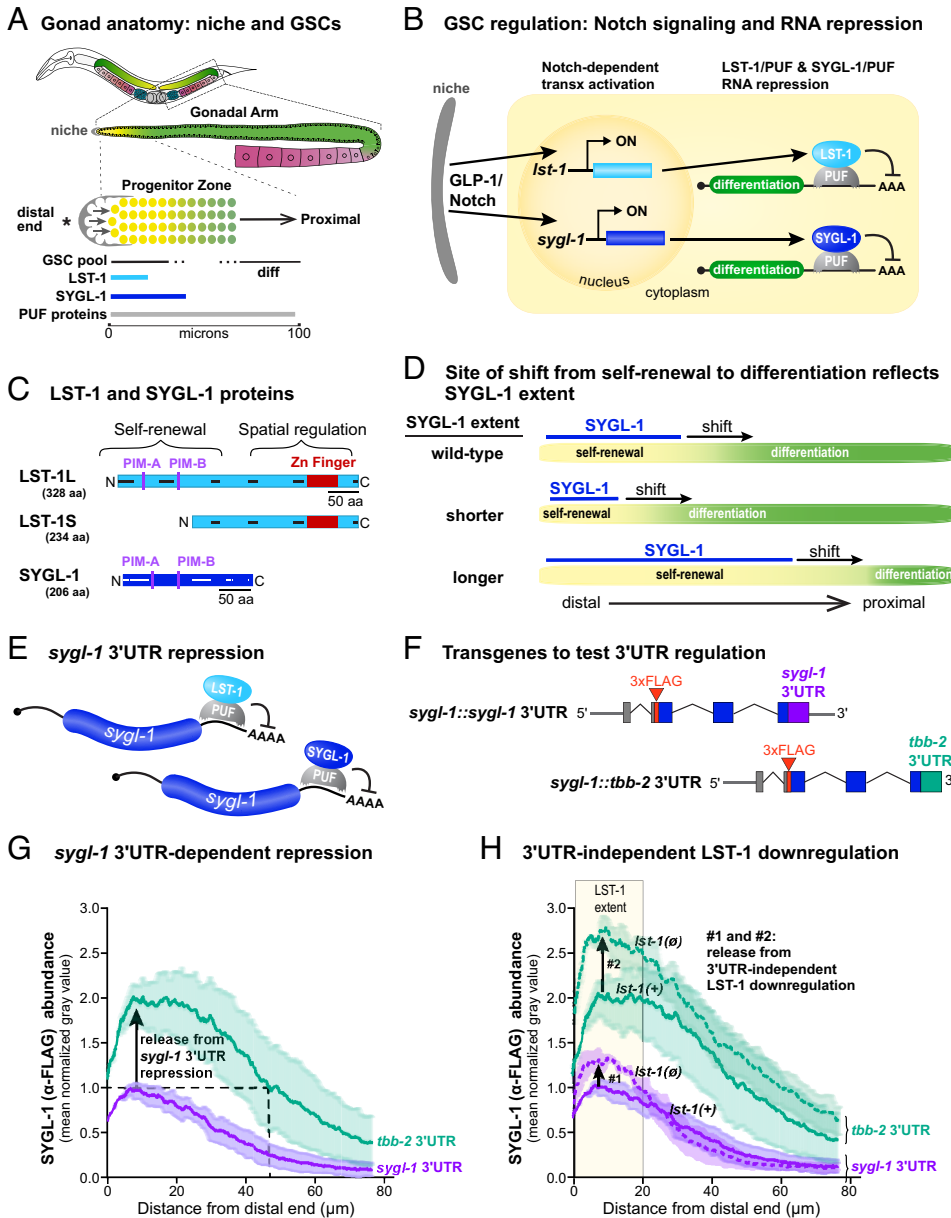 A Gonad anatomy: niche and GSCs
niche
Gonadal Arm
Progenitor Zone
distal
end
*
Proximal
GSC pool
diff
LST-1
SYGL-1
PUF proteins
0 microns 100
B GSC regulation: Notch signaling and RNA repression
niche
Notch-dependent
transx activation
LST-1/PUF & SYGL-1/PUF
RNA repression
GLP-1/
Notch
ON
lst-1
ON
sygl-1
nucleus
cytoplasm
LST-1
PUF
differentiation
AAA
SYGL-1
PUF
differentiation
AAA
C LST-1 and SYGL-1 proteins
Self-renewal Spatial regulation
PIM-A PIM-B Zn Finger
LST-1L
(328 aa)
N C
50 aa
LST-1S
(234 aa)
N C
PIM-A PIM-B
SYGL-1
(206 aa)
N C
50 aa
D Site of shift from self-renewal to differentiation reflects
SYGL-1 extent
SYGL-1 extent
SYGL-1 shift
wild-type
self-renewal differentiation
SYGL-1 shift
shorter
self-renewal differentiation
SYGL-1 shift
longer
self-renewal differentiation
distal proximal
E sygl-1 3'UTR repression
LST-1
PUF
sygl-1
AAAA
SYGL-1
PUF
sygl-1
AAAA
F Transgenes to test 3'UTR regulation
3xFLAG
sygl-1
3'UTR
sygl-1::sygl-1 3'UTR 5' 3'
3xFLAG
tbb-2
3'UTR
sygl-1::tbb-2 3'UTR 5' 3'
G sygl-1 3'UTR-dependent repression
SYGL-1 (α-FLAG) abundance
(mean normalized gray value)
3.0
2.5
2.0
1.5
1.0
0.5
0.0
release from
sygl-1 3'UTR
repression
tbb-2 3'UTR
sygl-1 3'UTR
0 20 40 60 80
Distance from distal end (μm)
H 3'UTR-independent LST-1 downregulation
SYGL-1 (α-FLAG) abundance
(mean normalized gray value)
3.0
2.5
2.0
1.5
1.0
0.5
0.0
LST-1
extent
lst-1(ø)
#2
lst-1(+)
lst-1(ø)
#1
lst-1(+)
#1 and #2:
release from
3'UTR-independent
LST-1 downregulation
tbb-2 3'UTR
sygl-1 3'UTR
0 20 40 60 80
Distance from distal end (μm)